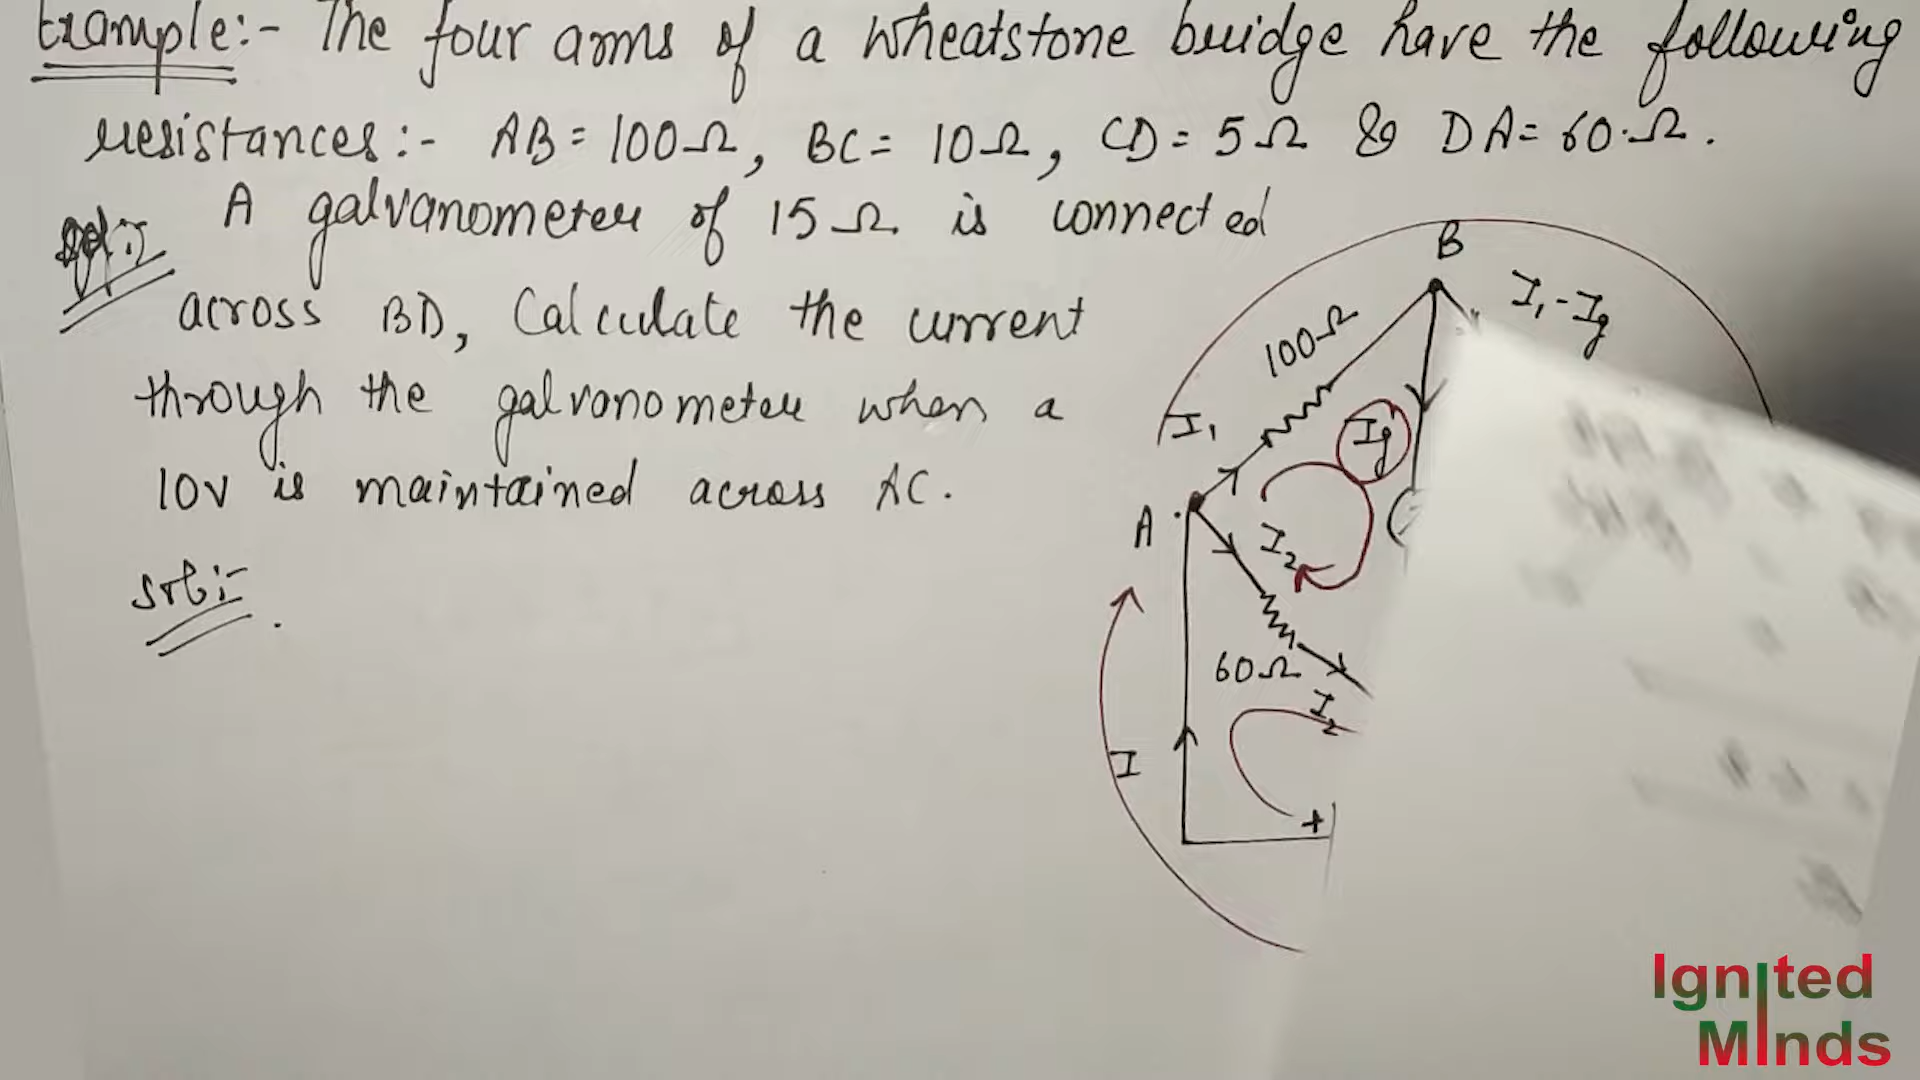 Example:- The four arms of a wheatstone bridge have the following
resistances:- AB = 100Ω, BC = 10Ω, CD = 5Ω & DA = 60Ω.
A galvanometer of 15Ω is connected
across BD, Calculate the current
through the galvanometer when a
10V is maintained across AC.
Sol:-
B
I₁-Ig
100Ω
I₁
Ig
A
I₂
60Ω
I₂
I
+
Ignited
Minds